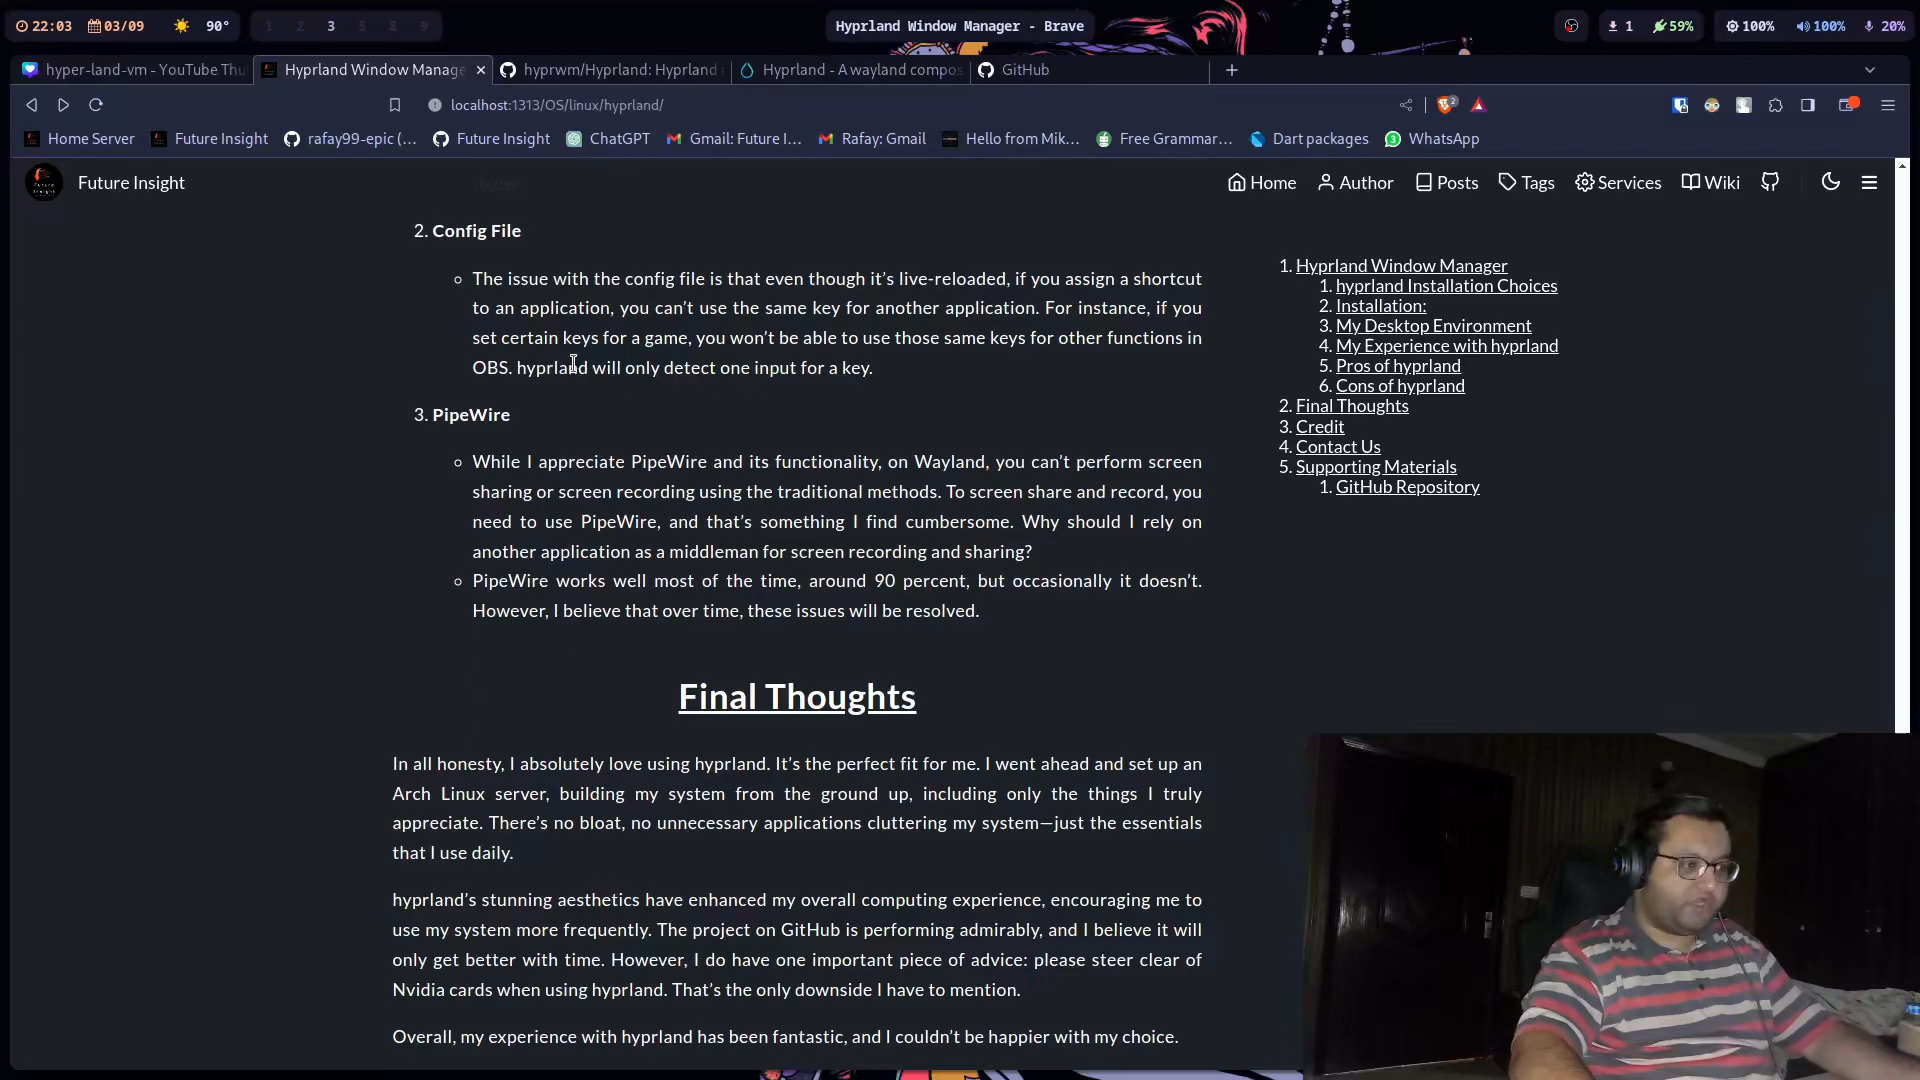 22:03 03/09 90° 1 2 3 5 8 9 Hyprland Window Manager - Brave 1 59% 100% 100% 20%
hyper-land-vm - YouTube Thu Hyprland Window Manage hyprwm/Hyprland: Hyprland i Hyprland - A wayland compos GitHub
localhost:1313/OS/linux/hyprland/ 2
Home Server Future Insight rafay99-epic (... Future Insight ChatGPT Gmail: Future I... Rafay: Gmail Hello from Mik... Free Grammar... Dart packages WhatsApp
Future Insight Home Author Posts Tags Services Wiki
2. Config File
The issue with the config file is that even though it's live-reloaded, if you assign a shortcut
to an application, you can't use the same key for another application. For instance, if you
set certain keys for a game, you won't be able to use those same keys for other functions in
OBS. hyprland will only detect one input for a key.
3. PipeWire
While I appreciate PipeWire and its functionality, on Wayland, you can't perform screen
sharing or screen recording using the traditional methods. To screen share and record, you
need to use PipeWire, and that's something I find cumbersome. Why should I rely on
another application as a middleman for screen recording and sharing?
PipeWire works well most of the time, around 90 percent, but occasionally it doesn't.
However, I believe that over time, these issues will be resolved.
Final Thoughts
In all honesty, I absolutely love using hyprland. It's the perfect fit for me. I went ahead and set up an
Arch Linux server, building my system from the ground up, including only the things I truly
appreciate. There's no bloat, no unnecessary applications cluttering my system—just the essentials
that I use daily.
hyprland's stunning aesthetics have enhanced my overall computing experience, encouraging me to
use my system more frequently. The project on GitHub is performing admirably, and I believe it will
only get better with time. However, I do have one important piece of advice: please steer clear of
Nvidia cards when using hyprland. That's the only downside I have to mention.
Overall, my experience with hyprland has been fantastic, and I couldn't be happier with my choice.
1. Hyprland Window Manager
1. hyprland Installation Choices
2. Installation:
3. My Desktop Environment
4. My Experience with hyprland
5. Pros of hyprland
6. Cons of hyprland
2. Final Thoughts
3. Credit
4. Contact Us
5. Supporting Materials
1. GitHub Repository